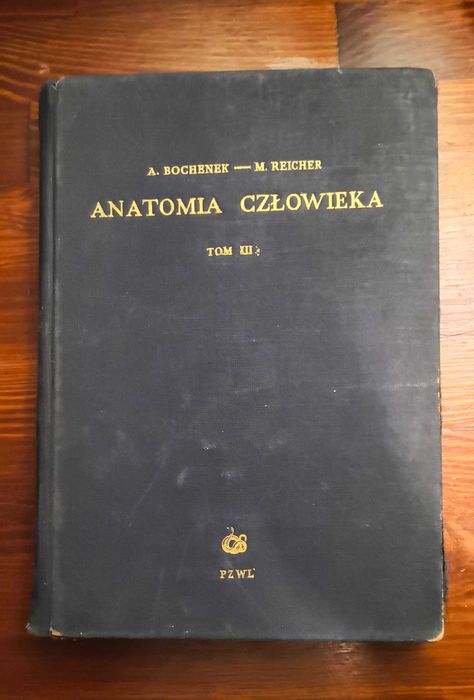 A. BOCHENEK — M. REICHER
ANATOMIA CZŁOWIEKA
TOM III
PZWL